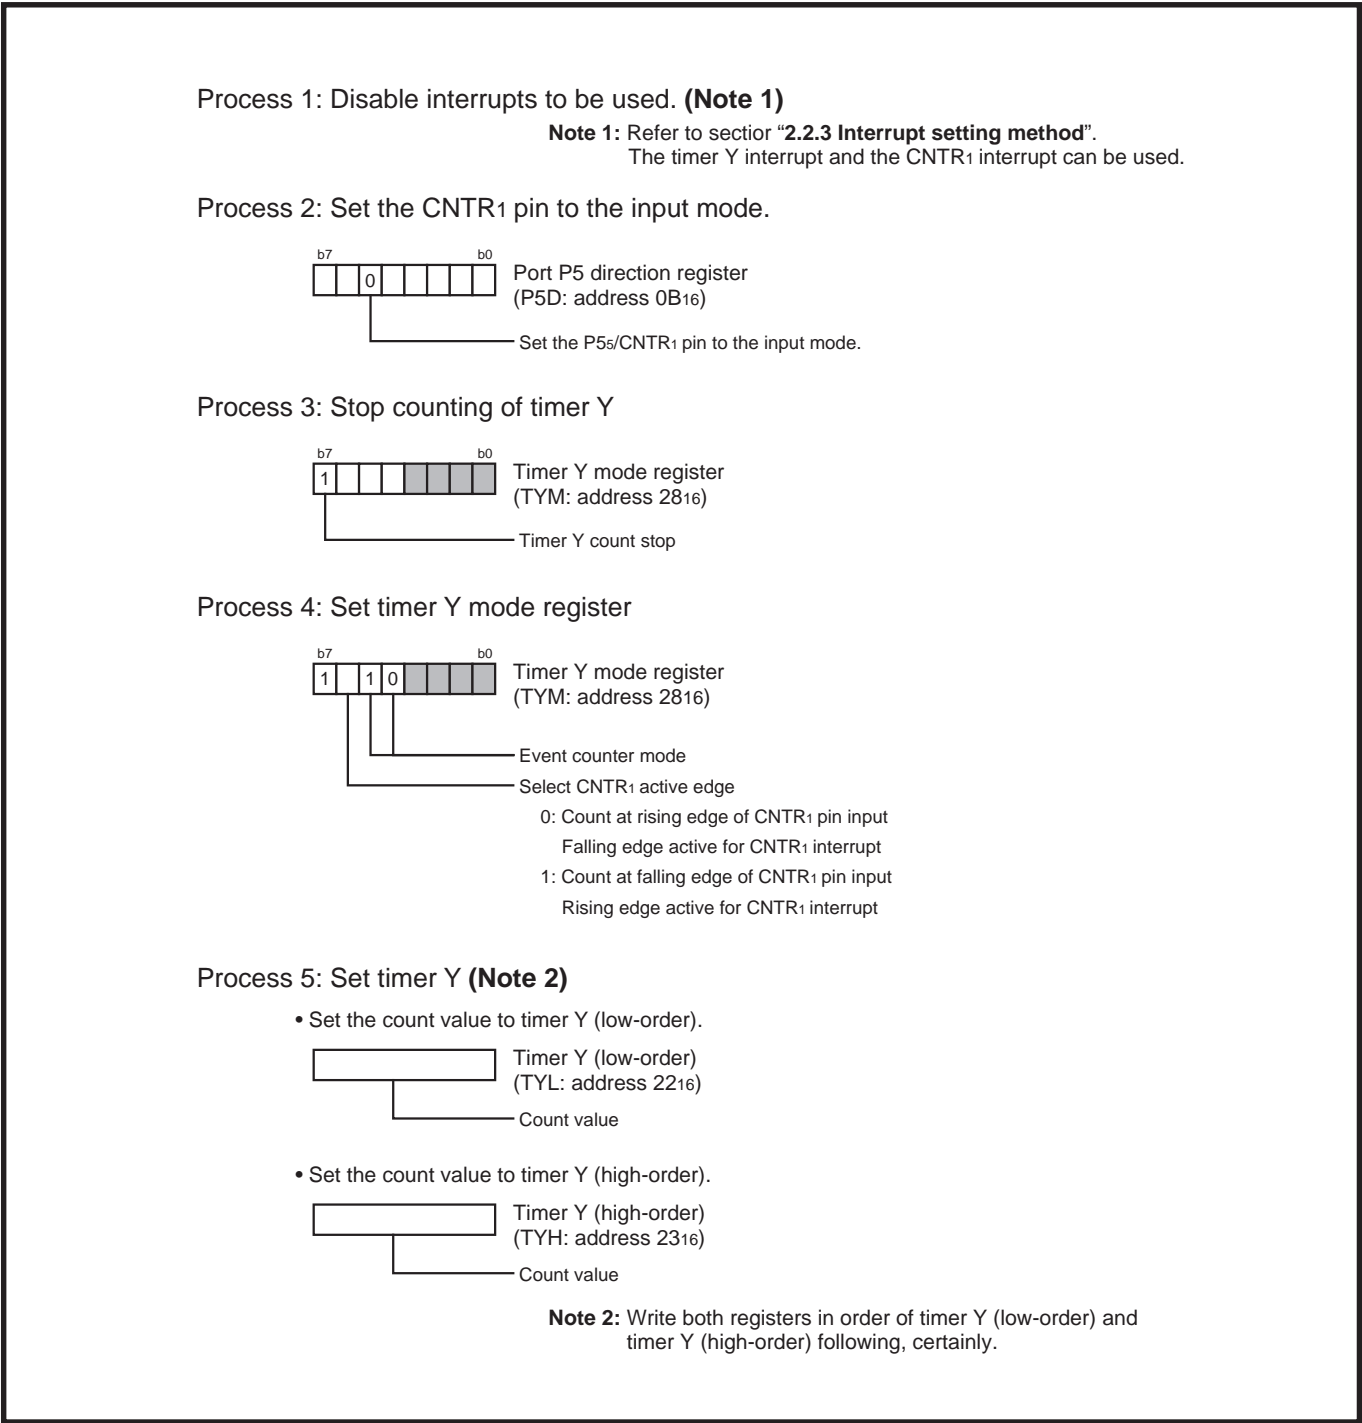 Process 1: Disable interrupts to be used. (Note 1)
Note 1: Refer to sectior “2.2.3 Interrupt setting method”.
The timer Y interrupt and the CNTR1 interrupt can be used.
Process 2: Set the CNTR1 pin to the input mode.
b7 b0
0
Port P5 direction register
(P5D: address 0B16)
Set the P55/CNTR1 pin to the input mode.
Process 3: Stop counting of timer Y
b7 b0
1
Timer Y mode register
(TYM: address 2816)
Timer Y count stop
Process 4: Set timer Y mode register
b7 b0
1 1 0
Timer Y mode register
(TYM: address 2816)
Event counter mode
Select CNTR1 active edge
0: Count at rising edge of CNTR1 pin input
Falling edge active for CNTR1 interrupt
1: Count at falling edge of CNTR1 pin input
Rising edge active for CNTR1 interrupt
Process 5: Set timer Y (Note 2)
• Set the count value to timer Y (low-order).
Timer Y (low-order)
(TYL: address 2216)
Count value
• Set the count value to timer Y (high-order).
Timer Y (high-order)
(TYH: address 2316)
Count value
Note 2: Write both registers in order of timer Y (low-order) and
timer Y (high-order) following, certainly.